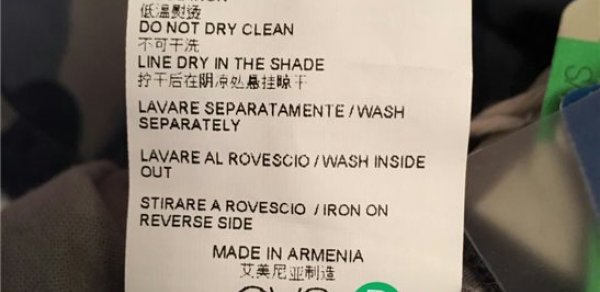 低温熨烫
DO NOT DRY CLEAN
不可干洗
LINE DRY IN THE SHADE
拧干后在阴凉处悬挂晾干
LAVARE SEPARATAMENTE / WASH
SEPARATELY
LAVARE AL ROVESCIO / WASH INSIDE
OUT
STIRARE A ROVESCIO / IRON ON
REVERSE SIDE
MADE IN ARMENIA
艾美尼亚制造